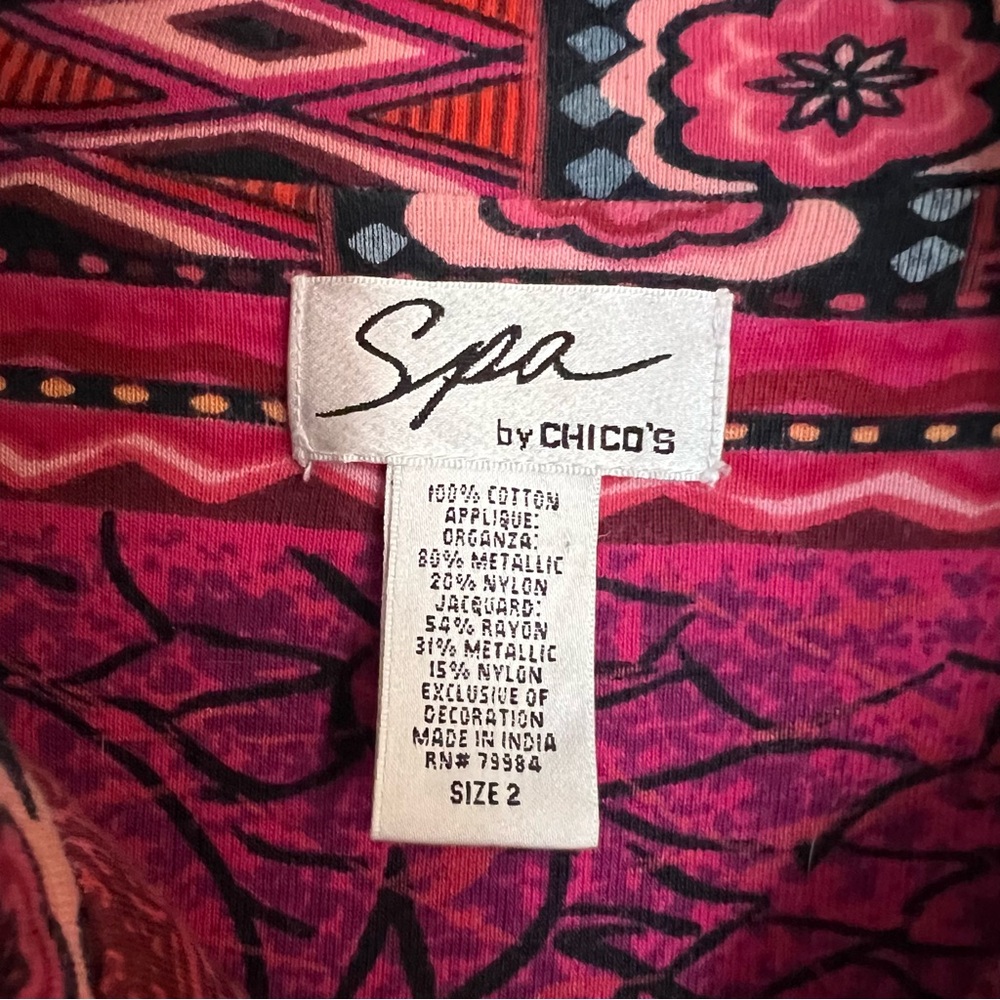 Spa
by CHICO'S
100% COTTON
APPLIQUE:
ORGANZA:
80% METALLIC
20% NYLON
JACQUARD:
54% RAYON
31% METALLIC
15% NYLON
EXCLUSIVE OF
DECORATION
MADE IN INDIA
RN# 79984
SIZE 2